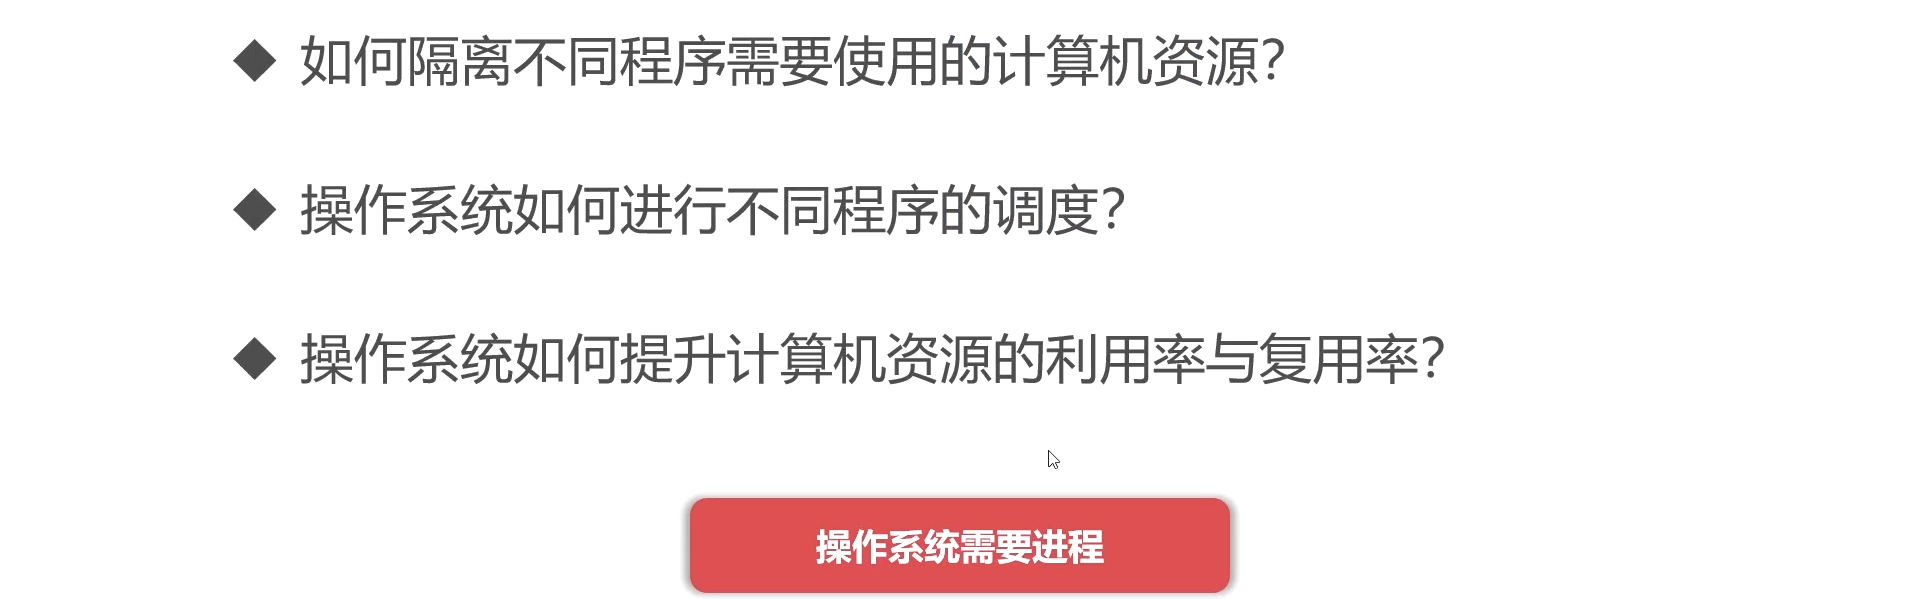 ◆ 如何隔离不同程序需要使用的计算机资源？
◆ 操作系统如何进行不同程序的调度？
◆ 操作系统如何提升计算机资源的利用率与复用率？
操作系统需要进程